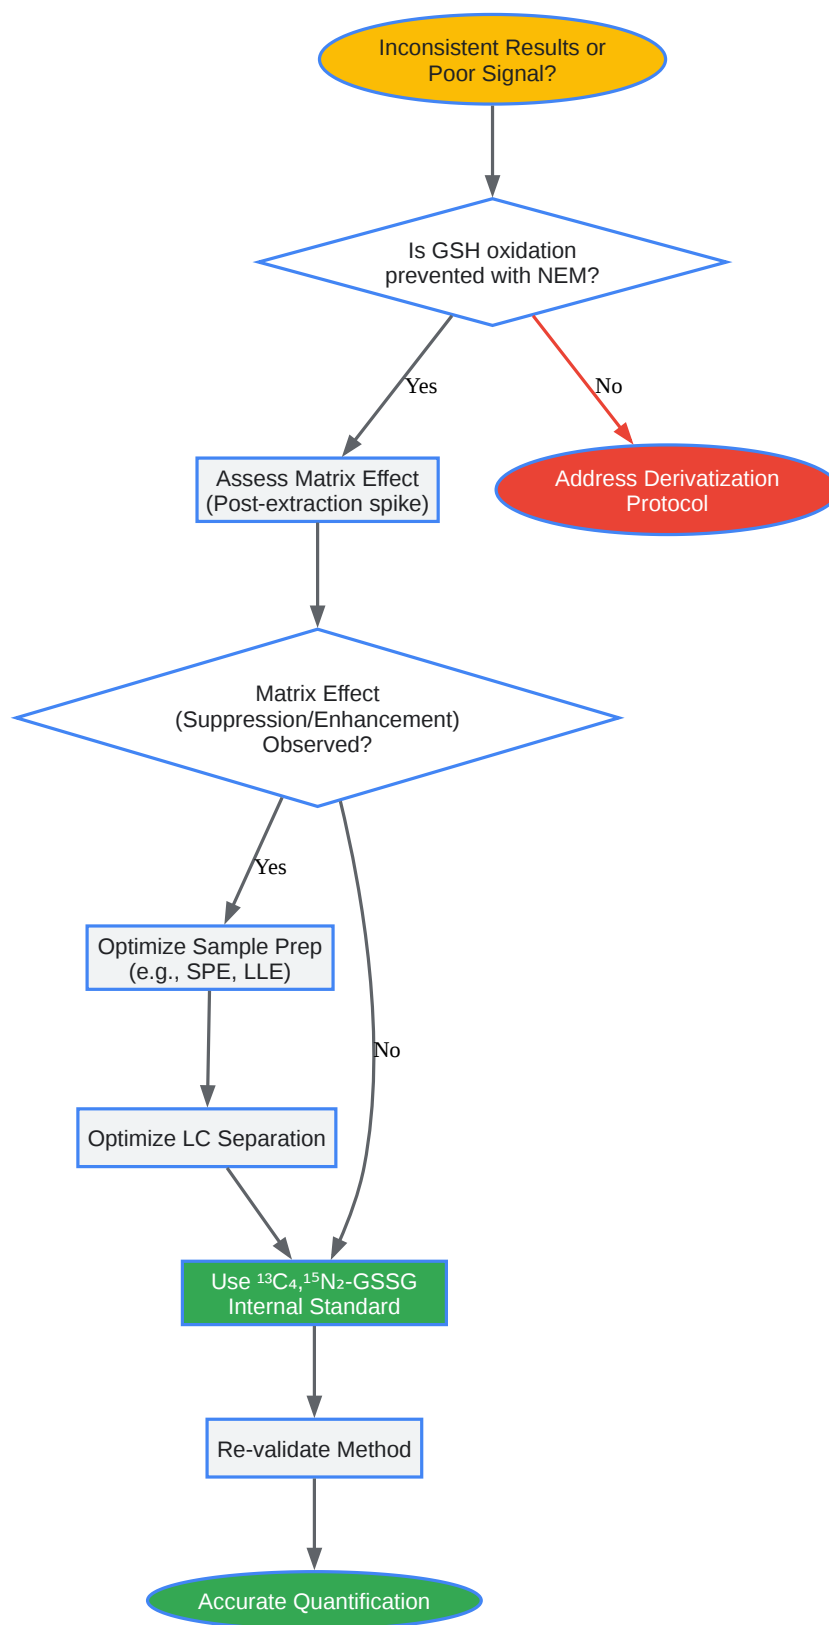 Inconsistent Results or
Poor Signal?
Is GSH oxidation
prevented with NEM?
Yes
No
Assess Matrix Effect
(Post-extraction spike)
Address Derivatization
Protocol
Matrix Effect
(Suppression/Enhancement)
Observed?
Yes
Optimize Sample Prep
(e.g., SPE, LLE)
No
Optimize LC Separation
Use ¹³C₄,¹⁵N₂-GSSG
Internal Standard
Re-validate Method
Accurate Quantification